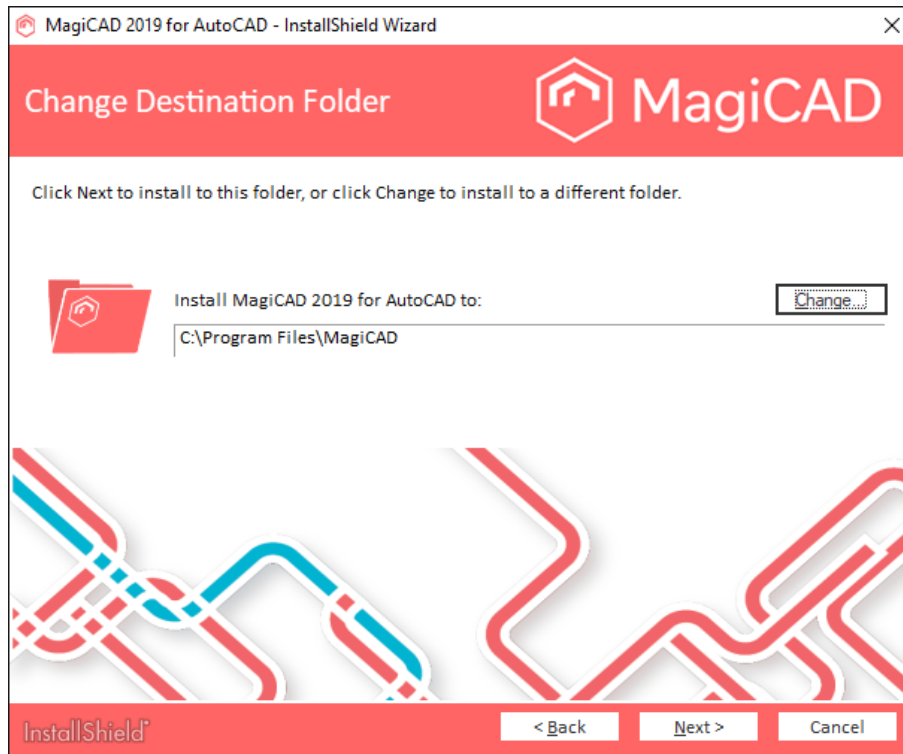 MagiCAD 2019 for AutoCAD - InstallShield Wizard
Change Destination Folder
MagiCAD
Click Next to install to this folder, or click Change to install to a different folder.
Install MagiCAD 2019 for AutoCAD to:
Change...
C:\Program Files\MagiCAD
InstallShield
< Back
Next >
Cancel